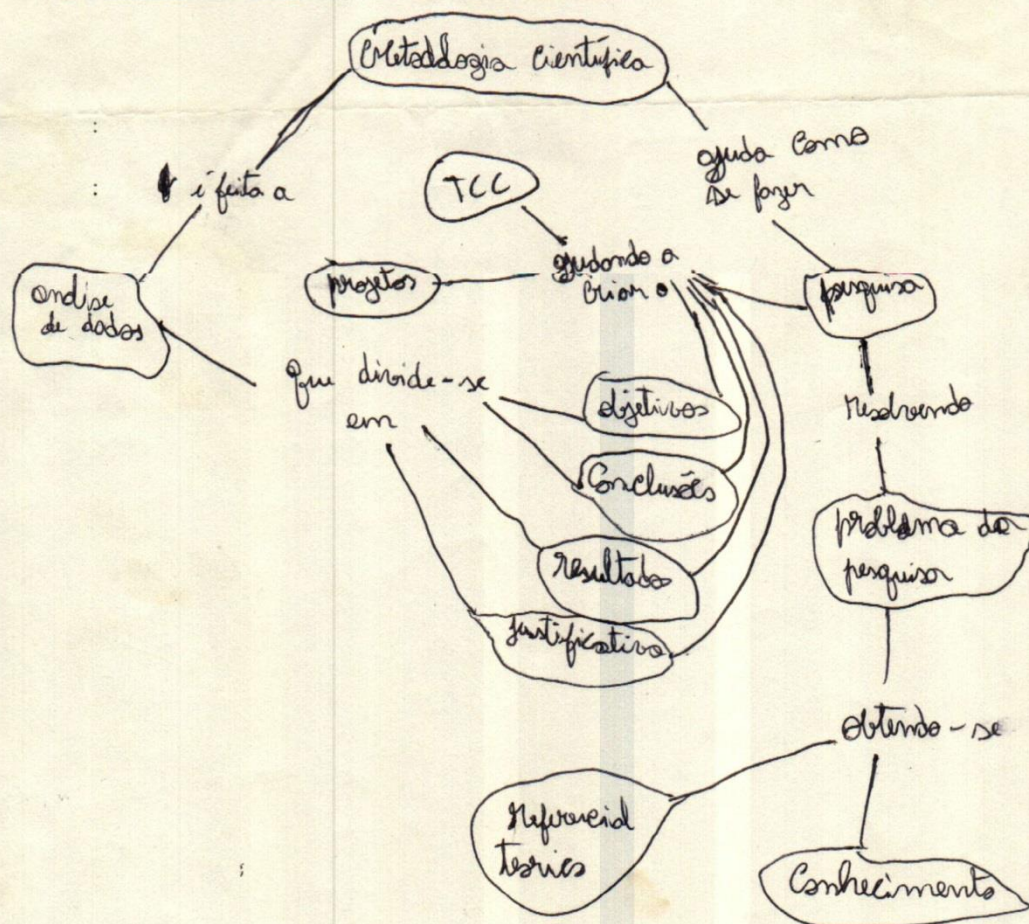 Metodologia Científica
é feita a
TCC
ajuda como
se fazer
projetos
ajudando a
criar o
pesquisa
analise
de dados
que divide-se
em
objetivos
Conclusões
resultados
justificativa
resolvendo
problema da
pesquisa
obtendo-se
Referencial
teórico
Conhecimento